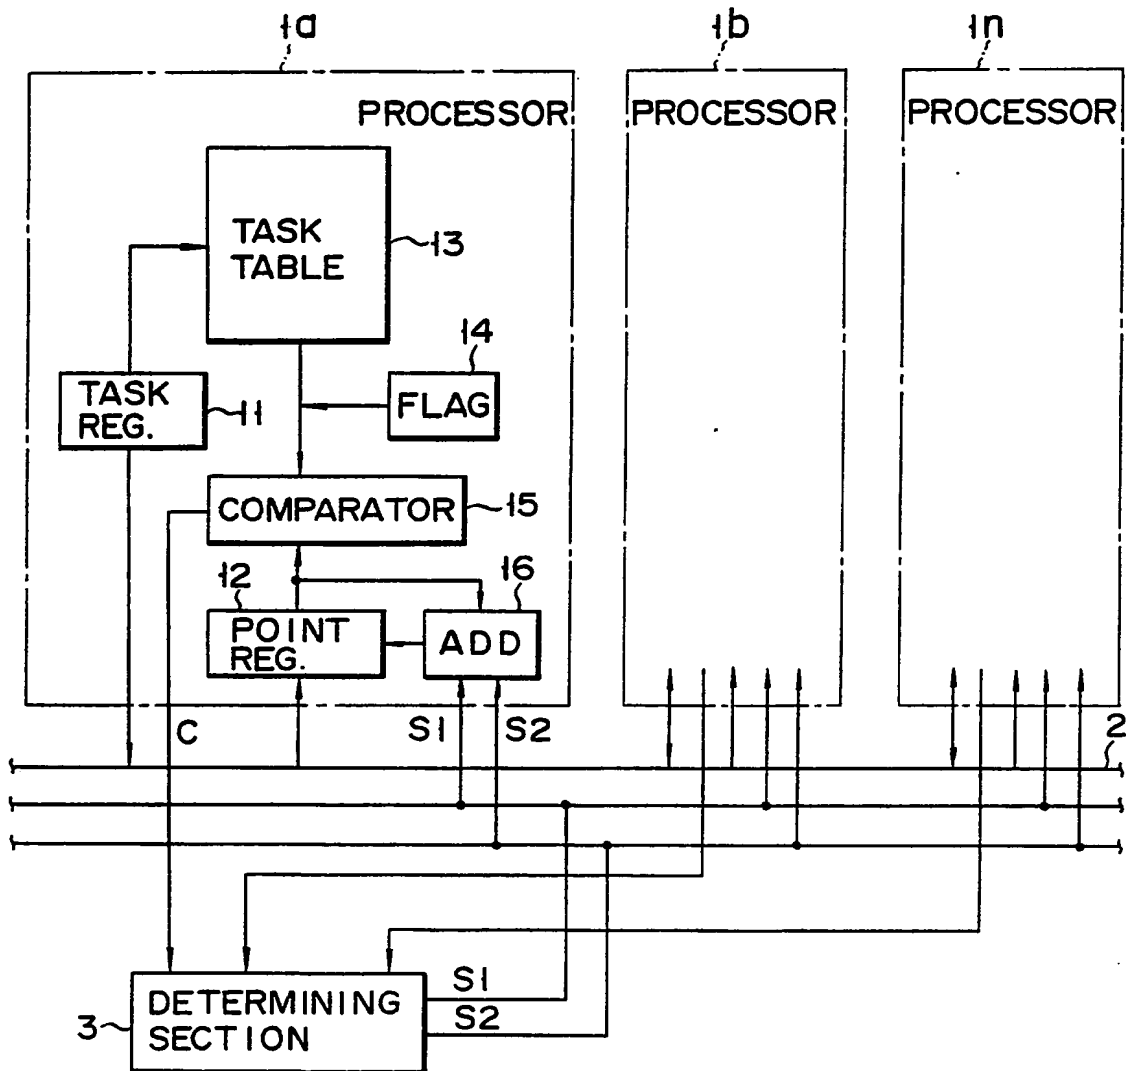 1a
1b
1n
PROCESSOR
PROCESSOR
PROCESSOR
TASK
TABLE
13
14
TASK
REG.
11
FLAG
COMPARATOR
15
12
16
POINT
REG.
ADD
C
S1
S2
2
S1
S2
DETERMINING
SECTION
3